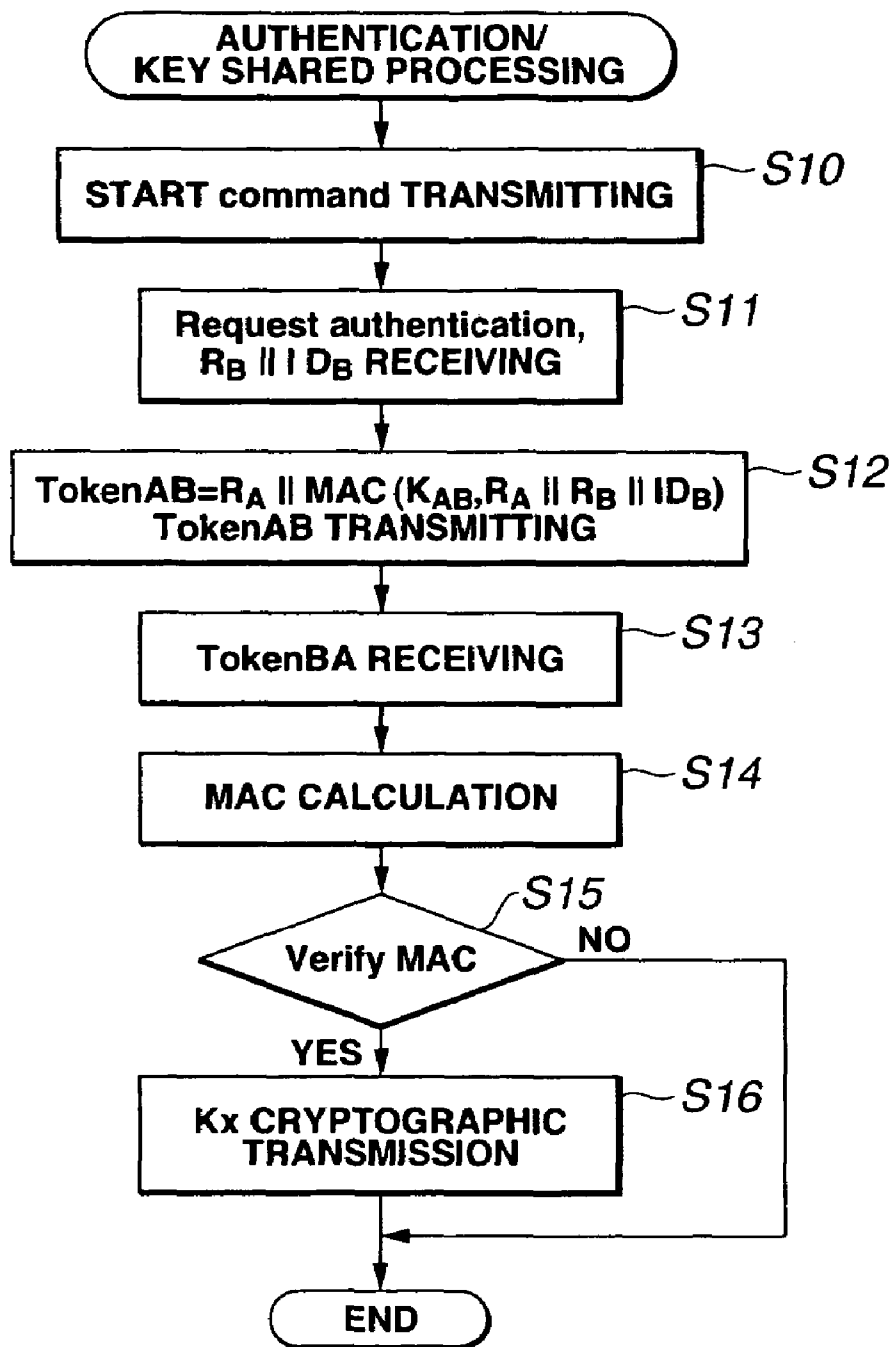 AUTHENTICATION/
KEY SHARED PROCESSING
START command TRANSMITTING
S10
Request authentication,
R_B || I D_B RECEIVING
S11
TokenAB=R_A || MAC (K_AB,R_A || R_B || ID_B)
TokenAB TRANSMITTING
S12
TokenBA RECEIVING
S13
MAC CALCULATION
S14
S15
Verify MAC
NO
YES
Kx CRYPTOGRAPHIC
TRANSMISSION
S16
END